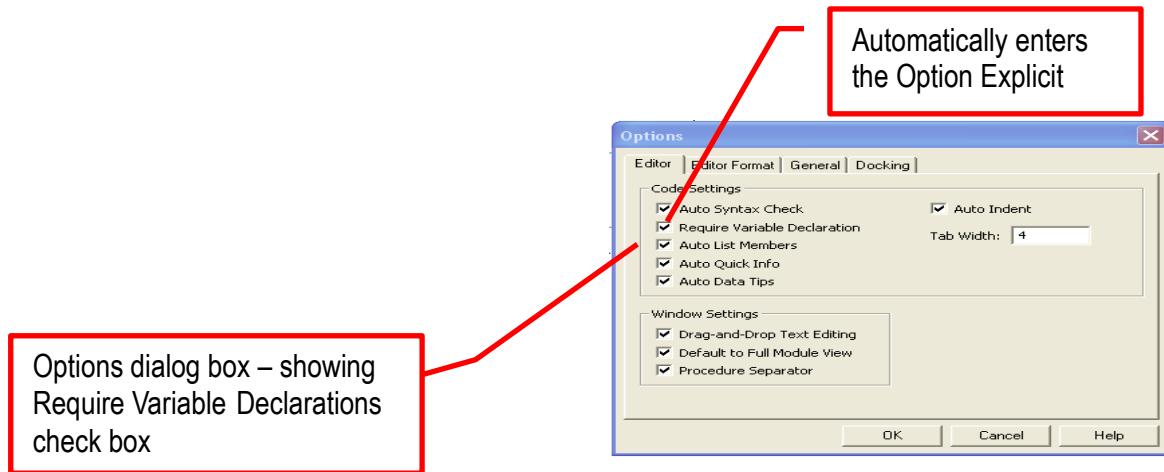 Automatically enters
the Option Explicit
Options
Editor Editor Format General Docking
Code Settings
Auto Syntax Check
Auto Indent
Require Variable Declaration
Tab Width: 4
Auto List Members
Auto Quick Info
Auto Data Tips
Window Settings
Drag-and-Drop Text Editing
Default to Full Module View
Procedure Separator
OK Cancel Help
Options dialog box – showing
Require Variable Declarations
check box